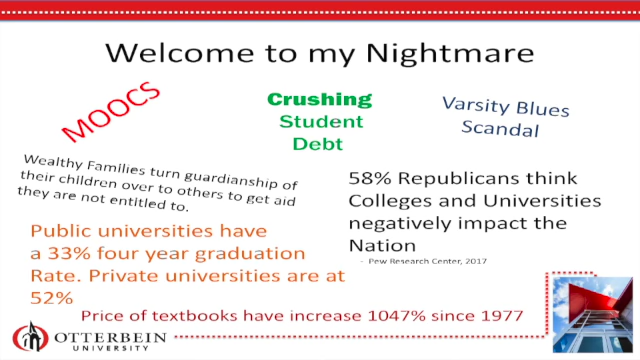 Welcome to my Nightmare
MOOCS
Crushing
Student
Debt
Varsity Blues
Scandal
Wealthy Families turn guardianship of
their children over to others to get aid
they are not entitled to.
58% Republicans think
Colleges and Universities
negatively impact the
Nation
- Pew Research Center, 2017
Public universities have
a 33% four year graduation
Rate. Private universities are at
52%
Price of textbooks have increase 1047% since 1977
OTTERBEIN
UNIVERSITY